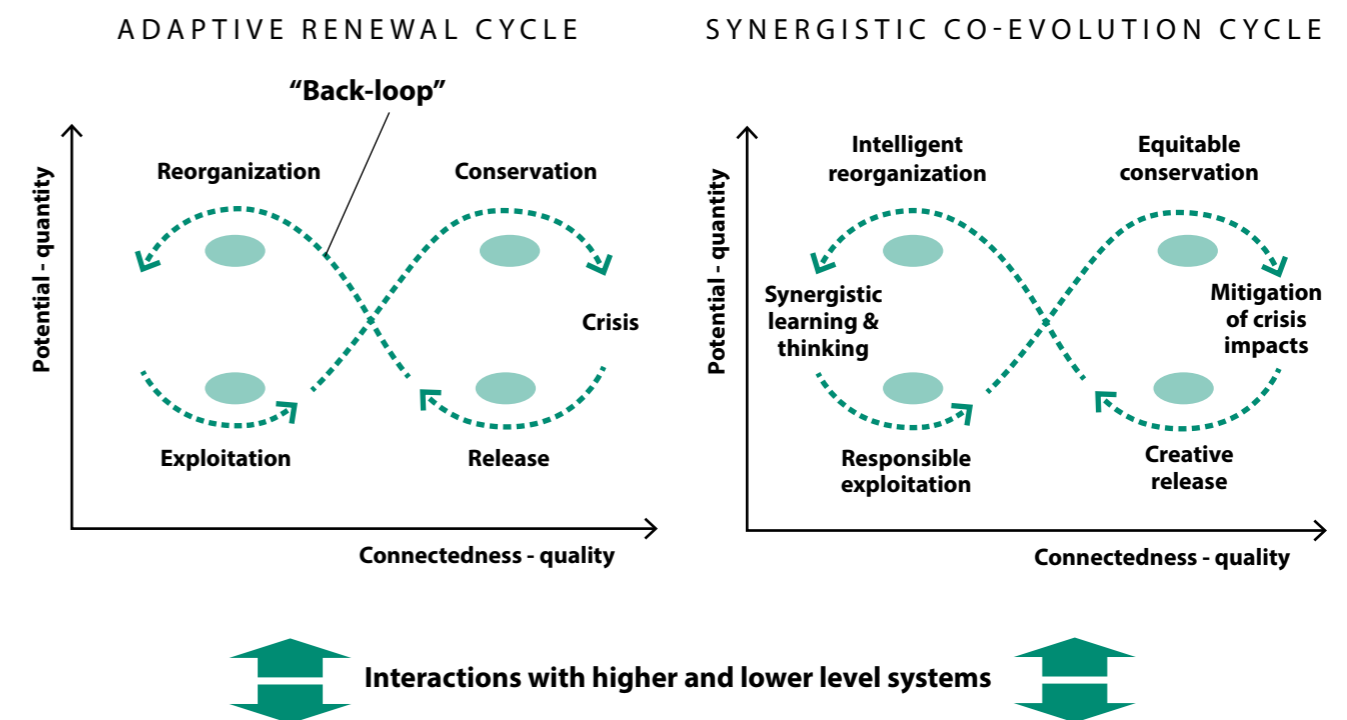 ADAPTIVE RENEWAL CYCLE
“Back-loop”
Reorganization
Conservation
Potential - quantity
Crisis
Exploitation
Release
Connectedness - quality
SYNERGISTIC CO-EVOLUTION CYCLE
Intelligent
reorganization
Equitable
conservation
Potential - quantity
Synergistic
learning &
thinking
Mitigation
of crisis
impacts
Responsible
exploitation
Creative
release
Connectedness - quality
Interactions with higher and lower level systems